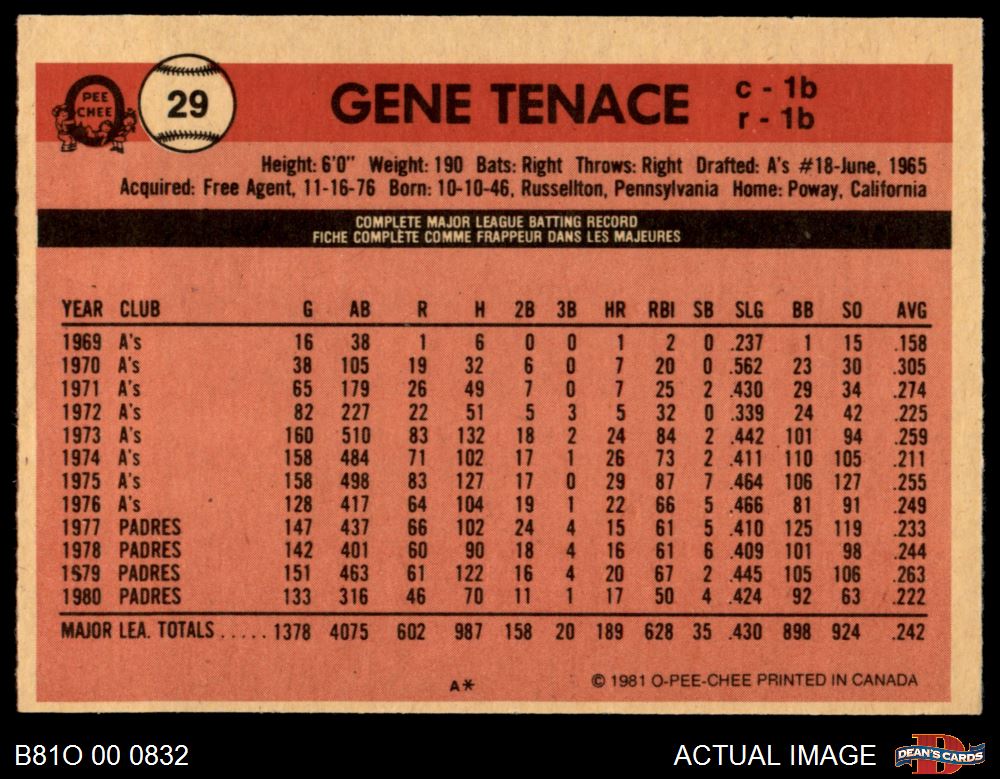 PEE
CHEE
29
GENE TENACE
c - 1b
r - 1b
Height: 6'0" Weight: 190 Bats: Right Throws: Right Drafted: A's #18-June, 1965
Acquired: Free Agent, 11-16-76 Born: 10-10-46, Russellton, Pennsylvania Home: Poway, California
COMPLETE MAJOR LEAGUE BATTING RECORD
FICHE COMPLÈTE COMME FRAPPEUR DANS LES MAJEURES
YEAR CLUB G AB R H 2B 3B HR RBI SB SLG BB SO AVG
1969 A's 16 38 1 6 0 0 1 2 0 .237 1 15 .158
1970 A's 38 105 19 32 6 0 7 20 0 .562 23 30 .305
1971 A's 65 179 26 49 7 0 7 25 2 .430 29 34 .274
1972 A's 82 227 22 51 5 3 5 32 0 .339 24 42 .225
1973 A's 160 510 83 132 18 2 24 84 2 .442 101 94 .259
1974 A's 158 484 71 102 17 1 26 73 2 .411 110 105 .211
1975 A's 158 498 83 127 17 0 29 87 7 .464 106 127 .255
1976 A's 128 417 64 104 19 1 22 66 5 .466 81 91 .249
1977 PADRES 147 437 66 102 24 4 15 61 5 .410 125 119 .233
1978 PADRES 142 401 60 90 18 4 16 61 6 .409 101 98 .244
1979 PADRES 151 463 61 122 16 4 20 67 2 .445 105 106 .263
1980 PADRES 133 316 46 70 11 1 17 50 4 .424 92 63 .222
MAJOR LEA. TOTALS ..... 1378 4075 602 987 158 20 189 628 35 .430 898 924 .242
A* © 1981 O-PEE-CHEE PRINTED IN CANADA
B81O 00 0832 ACTUAL IMAGE DEAN'S CARDS